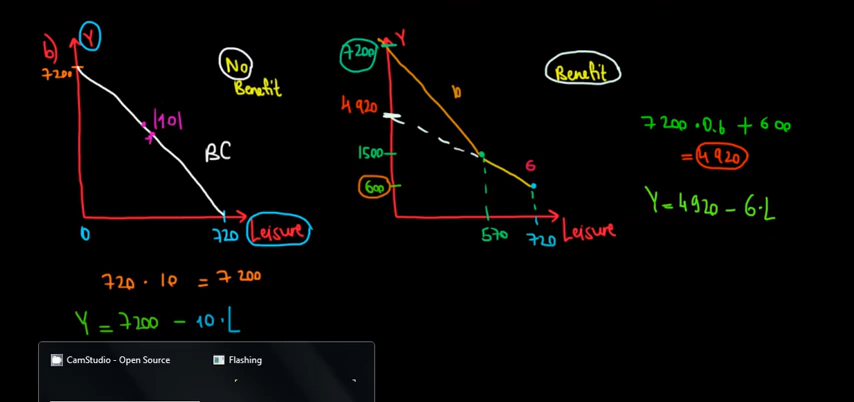 b)
Y
7200
No
Benefit
|10|
BC
0
720
Leisure
720 · 10 = 7200
Y = 7200 - 10·L
Y
7200
4920
1500
600
10
6
570
720
Leisure
Benefit
7200 · 0.6 + 600
= 4920
Y = 4920 - 6·L
CamStudio - Open Source
Flashing